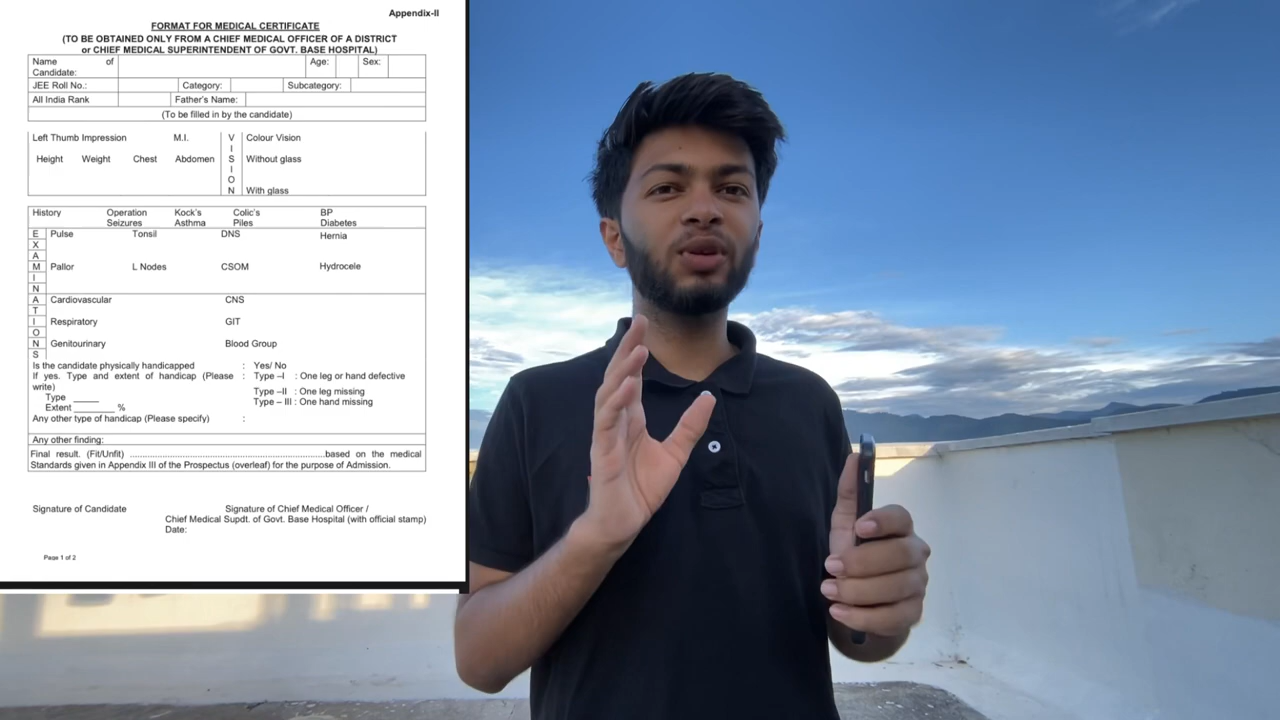 Appendix-II
FORMAT FOR MEDICAL CERTIFICATE
(TO BE OBTAINED ONLY FROM A CHIEF MEDICAL OFFICER OF A DISTRICT
or CHIEF MEDICAL SUPERINTENDENT OF GOVT. BASE HOSPITAL)
Name of Age: Sex:
Candidate:
JEE Roll No.: Category: Subcategory:
All India Rank Father's Name:
(To be filled in by the candidate)
Left Thumb Impression M.I. V Colour Vision
I
Height Weight Chest Abdomen S Without glass
I
O
N With glass
History Operation Kock's Colic's BP
Seizures Asthma Piles Diabetes
E Pulse Tonsil DNS Hernia
X
A
M Pallor L Nodes CSOM Hydrocele
I
N
A Cardiovascular CNS
T
I Respiratory GIT
O
N Genitourinary Blood Group
S
Is the candidate physically handicapped : Yes/ No
If yes. Type and extent of handicap (Please : Type –I : One leg or hand defective
write)
Type –II : One leg missing
Type _____
Type – III : One hand missing
Extent ________ %
Any other type of handicap (Please specify) :
Any other finding:
Final result. (Fit/Unfit) ..................................................................based on the medical
Standards given in Appendix III of the Prospectus (overleaf) for the purpose of Admission.
Signature of Candidate Signature of Chief Medical Officer /
Chief Medical Supdt. of Govt. Base Hospital (with official stamp)
Date:
Page 1 of 2